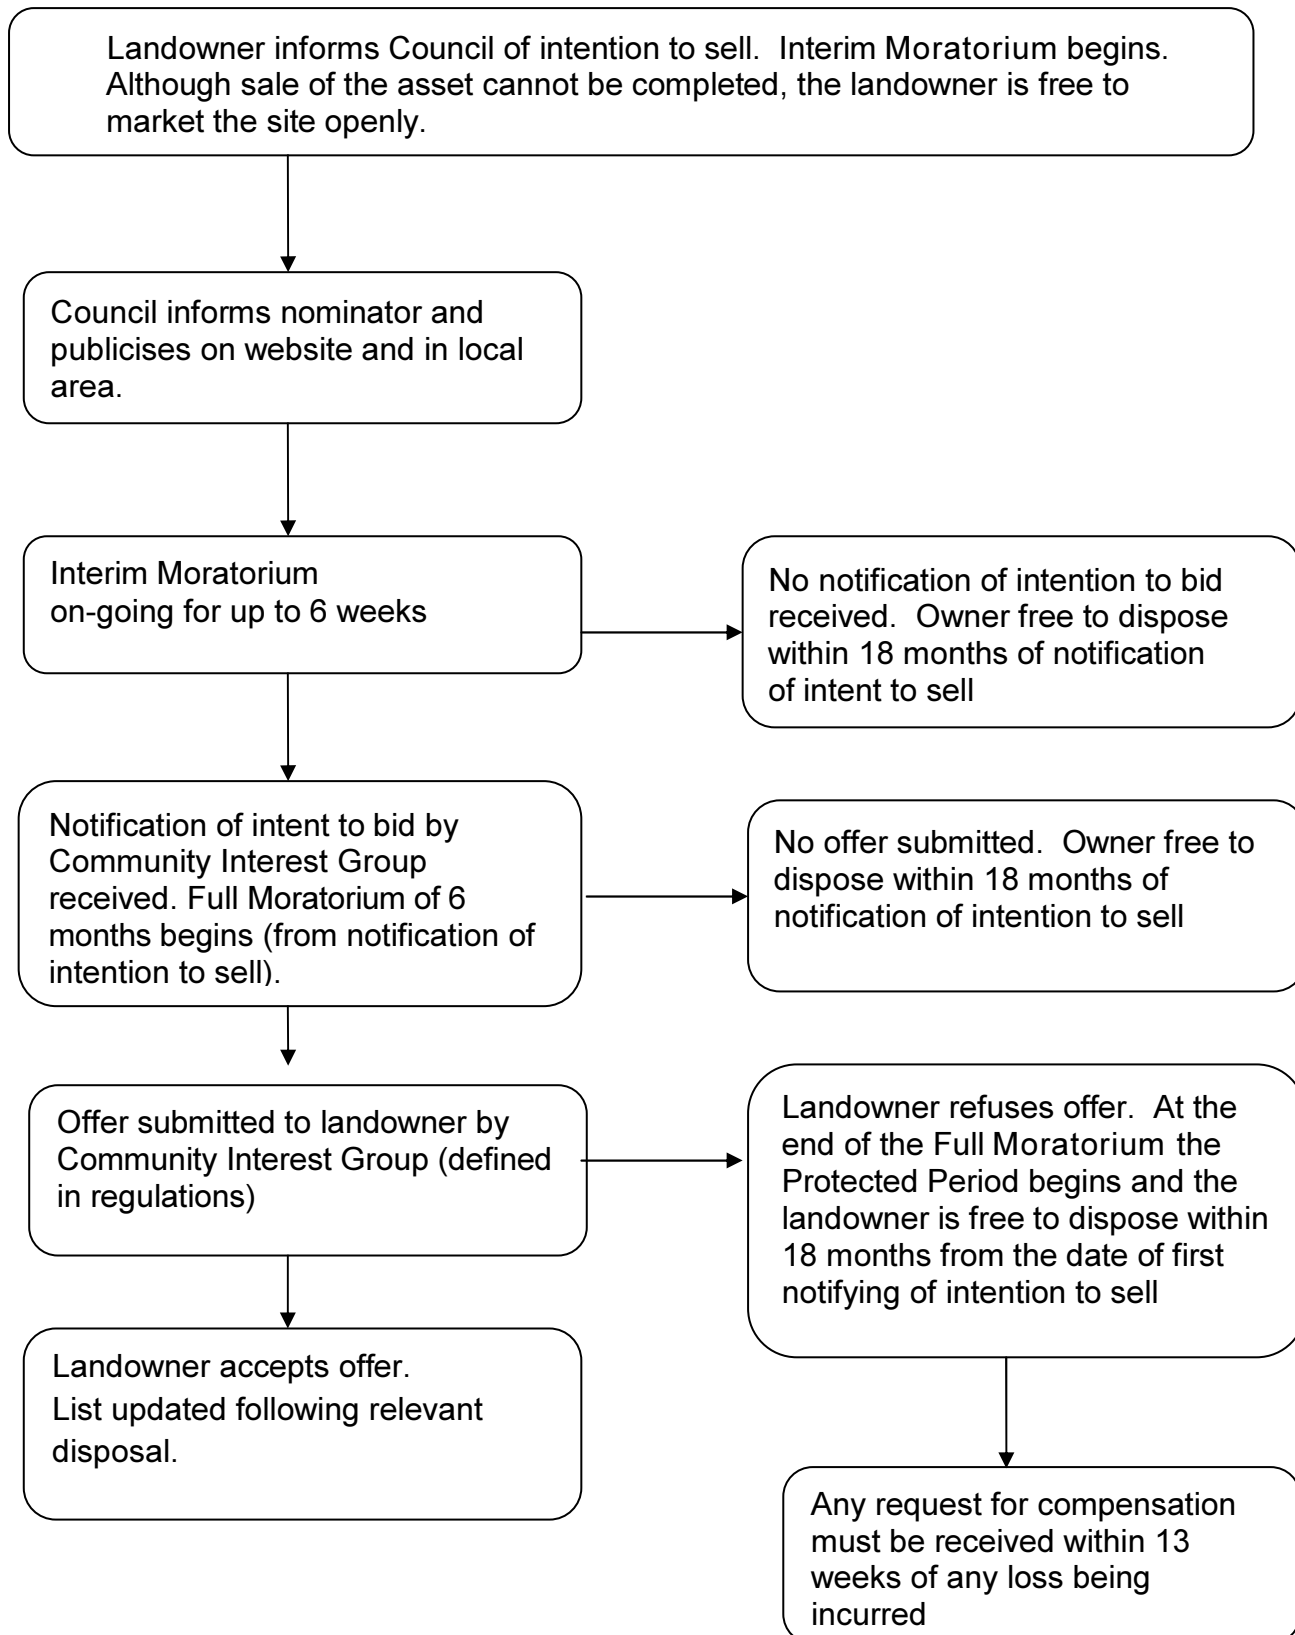 Landowner informs Council of intention to sell.  Interim Moratorium begins.
Although sale of the asset cannot be completed, the landowner is free to
market the site openly.
Council informs nominator and
publicises on website and in local
area.
Interim Moratorium
on-going for up to 6 weeks
No notification of intention to bid
received.  Owner free to dispose
within 18 months of notification
of intent to sell
Notification of intent to bid by
Community Interest Group
received. Full Moratorium of 6
months begins (from notification of
intention to sell).
No offer submitted.  Owner free to
dispose within 18 months of
notification of intention to sell
Offer submitted to landowner by
Community Interest Group (defined
in regulations)
Landowner refuses offer.  At the
end of the Full Moratorium the
Protected Period begins and the
landowner is free to dispose within
18 months from the date of first
notifying of intention to sell
Landowner accepts offer.
List updated following relevant
disposal.
Any request for compensation
must be received within 13
weeks of any loss being
incurred